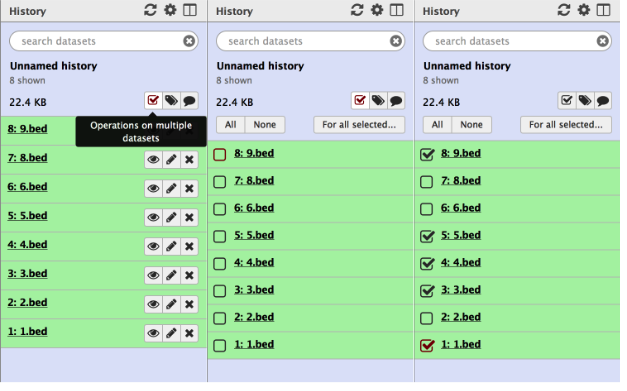 History
search datasets
Unnamed history
8 shown
22.4 KB
Operations on multiple
datasets
8: 9.bed
7: 8.bed
6: 6.bed
5: 5.bed
4: 4.bed
3: 3.bed
2: 2.bed
1: 1.bed
History
search datasets
Unnamed history
8 shown
22.4 KB
All None For all selected...
8: 9.bed
7: 8.bed
6: 6.bed
5: 5.bed
4: 4.bed
3: 3.bed
2: 2.bed
1: 1.bed
History
search datasets
Unnamed history
8 shown
22.4 KB
All None For all selected...
8: 9.bed
7: 8.bed
6: 6.bed
5: 5.bed
4: 4.bed
3: 3.bed
2: 2.bed
1: 1.bed